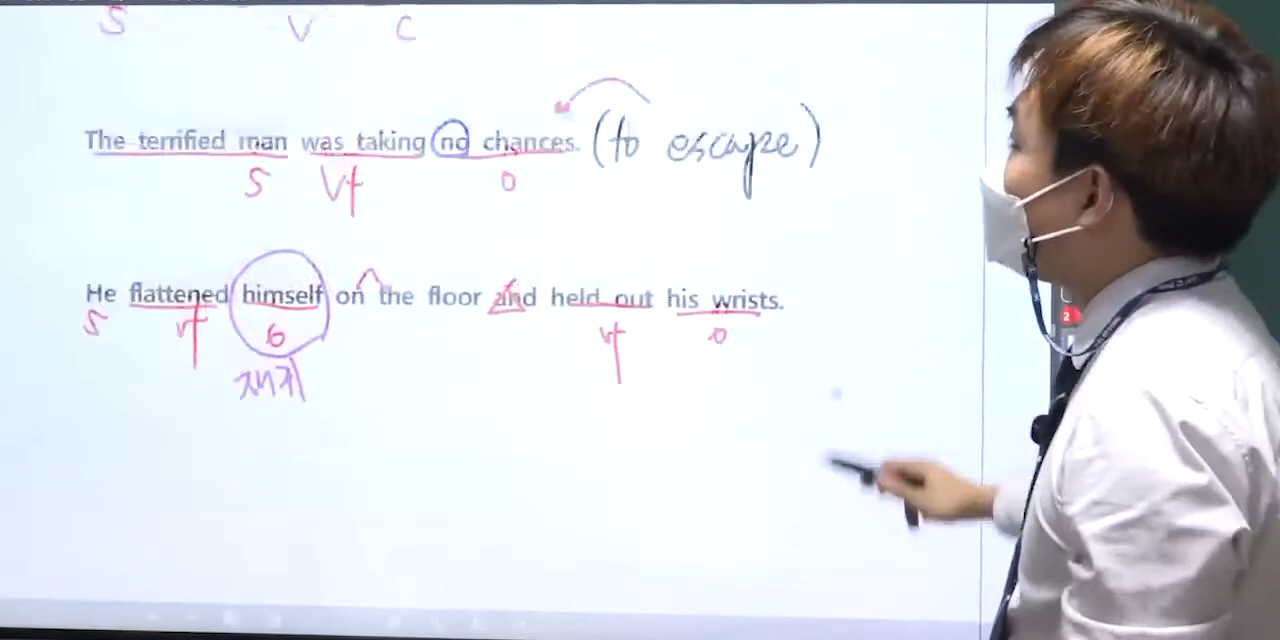 S V C
The terrified man was taking no chances. (to escape)
S Vt O
He flattened himself on the floor and held out his wrists.
S vt O vt O
재귀
2